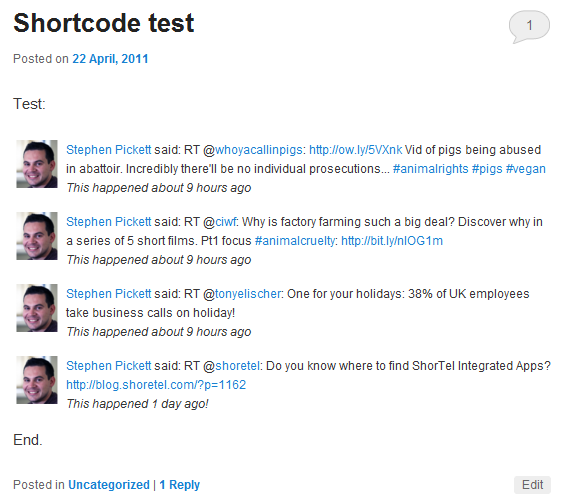 Shortcode test
1
Posted on 22 April, 2011
Test:
Stephen Pickett said: RT @whoyacallinpigs: http://ow.ly/5VXnk Vid of pigs being abused
in abattoir. Incredibly there'll be no individual prosecutions... #animalrights #pigs #vegan
This happened about 9 hours ago
Stephen Pickett said: RT @ciwf: Why is factory farming such a big deal? Discover why in
a series of 5 short films. Pt1 focus #animalcruelty: http://bit.ly/nIOG1m
This happened about 9 hours ago
Stephen Pickett said: RT @tonyelischer: One for your holidays: 38% of UK employees
take business calls on holiday!
This happened about 9 hours ago
Stephen Pickett said: RT @shoretel: Do you know where to find ShorTel Integrated Apps?
http://blog.shoretel.com/?p=1162
This happened 1 day ago!
End.
Posted in Uncategorized | 1 Reply
Edit